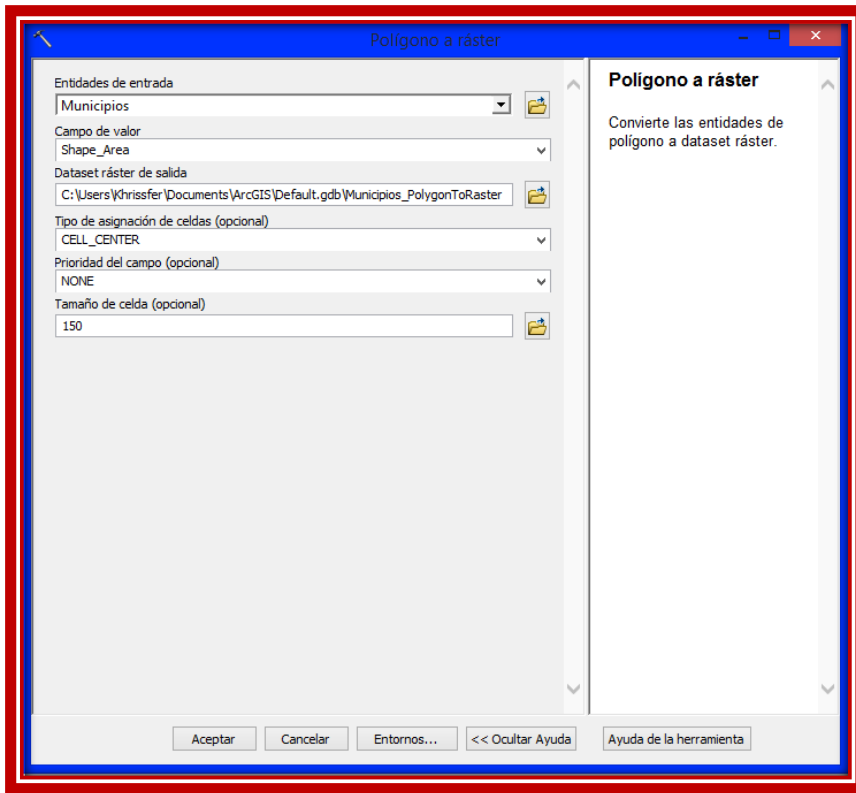 Polígono a ráster
Entidades de entrada
Municipios
Campo de valor
Shape_Area
Dataset ráster de salida
C:\Users\Khrissfer\Documents\ArcGIS\Default.gdb\Municipios_PolygonToRaster
Tipo de asignación de celdas (opcional)
CELL_CENTER
Prioridad del campo (opcional)
NONE
Tamaño de celda (opcional)
150
Polígono a ráster
Convierte las entidades de
polígono a dataset ráster.
Aceptar Cancelar Entornos... << Ocultar Ayuda Ayuda de la herramienta